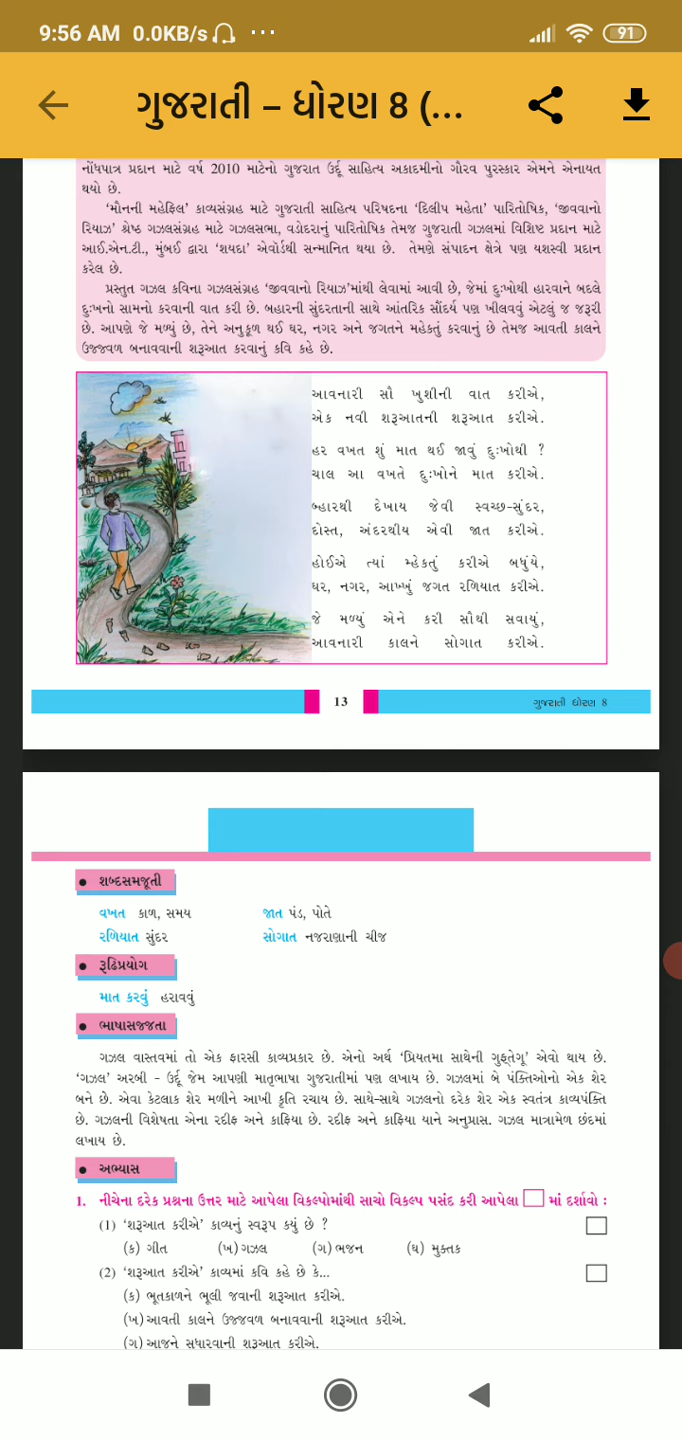 9:56 AM 0.0KB/s ... 91
ગુજરાતી – ધોરણ 8 (...
નોંધપાત્ર પ્રદાન માટે વર્ષ 2010 માટેનો ગુજરાત ઉર્દૂ સાહિત્ય અકાદમીનો ગૌરવ પુરસ્કાર એમને એનાયત
થયો છે.
'મૌનની મહેફિલ' કાવ્યસંગ્રહ માટે ગુજરાતી સાહિત્ય પરિષદના 'દિલીપ મહેતા' પારિતોષિક, 'જીવવાનો
રિયાઝ' શ્રેષ્ઠ ગઝલસંગ્રહ માટે ગઝલસભા, વડોદરાનું પારિતોષિક તેમજ ગુજરાતી ગઝલમાં વિશિષ્ટ પ્રદાન માટે
આઈ.એન.ટી., મુંબઈ દ્વારા 'શયદા' એવોર્ડથી સન્માનિત થયા છે. તેમણે સંપાદન ક્ષેત્રે પણ યશસ્વી પ્રદાન
કરેલ છે.
પ્રસ્તુત ગઝલ કવિના ગઝલસંગ્રહ 'જીવવાનો રિયાઝ'માંથી લેવામાં આવી છે, જેમાં દુઃખોથી હારવાને બદલે
દુઃખનો સામનો કરવાની વાત કરી છે. બહારની સુંદરતાની સાથે આંતરિક સૌંદર્ય પણ ખીલવવું એટલું જ જરૂરી
છે. આપણે જે મળ્યું છે, તેને અનુકૂળ થઈ ઘર, નગર અને જગતને મહેકતું કરવાનું છે તેમજ આવતી કાલને
ઉજ્જવળ બનાવવાની શરૂઆત કરવાનું કવિ કહે છે.
આવનારી સૌ ખુશીની વાત કરીએ,
એક નવી શરૂઆતની શરૂઆત કરીએ.
હર વખત શું માત થઈ જાવું દુઃખોથી ?
ચાલ આ વખતે દુઃખોને માત કરીએ.
બ્હારથી દેખાય જેવી સ્વચ્છ-સુંદર,
દોસ્ત, અંદરથીય એવી જાત કરીએ.
હોઈએ ત્યાં મ્હેકતું કરીએ બધુંયે,
ઘર, નગર, આખ્ખું જગત રળિયાત કરીએ.
જે મળ્યું એને કરી સૌથી સવાયું,
આવનારી કાલને સોગાત કરીએ.
13 ગુજરાતી ધોરણ 8
● શબ્દસમજૂતી
વખત કાળ, સમય જાત પંડ, પોતે
રળિયાત સુંદર સોગાત નજરાણાની ચીજ
● રૂઢિપ્રયોગ
માત કરવું હરાવવું
● ભાષાસજ્જતા
ગઝલ વાસ્તવમાં તો એક ફારસી કાવ્યપ્રકાર છે. એનો અર્થ 'પ્રિયતમા સાથેની ગુફ્તેગૂ' એવો થાય છે.
'ગઝલ' અરબી - ઉર્દૂ જેમ આપણી માતૃભાષા ગુજરાતીમાં પણ લખાય છે. ગઝલમાં બે પંક્તિઓનો એક શેર
બને છે. એવા કેટલાક શેર મળીને આખી કૃતિ રચાય છે. સાથે-સાથે ગઝલનો દરેક શેર એક સ્વતંત્ર કાવ્યપંક્તિ
છે. ગઝલની વિશેષતા એના રદીફ અને કાફિયા છે. રદીફ અને કાફિયા યાને અનુપ્રાસ. ગઝલ માત્રામેળ છંદમાં
લખાય છે.
● અભ્યાસ
1. નીચેના દરેક પ્રશ્નના ઉત્તર માટે આપેલા વિકલ્પોમાંથી સાચો વિકલ્પ પસંદ કરી આપેલા માં દર્શાવો :
(1) 'શરૂઆત કરીએ' કાવ્યનું સ્વરૂપ કયું છે ?
(ક) ગીત (ખ) ગઝલ (ગ) ભજન (ઘ) મુક્તક
(2) 'શરૂઆત કરીએ' કાવ્યમાં કવિ કહે છે કે...
(ક) ભૂતકાળને ભૂલી જવાની શરૂઆત કરીએ.
(ખ) આવતી કાલને ઉજ્જવળ બનાવવાની શરૂઆત કરીએ.
(ગ) આજને સુધારવાની શરૂઆત કરીએ.